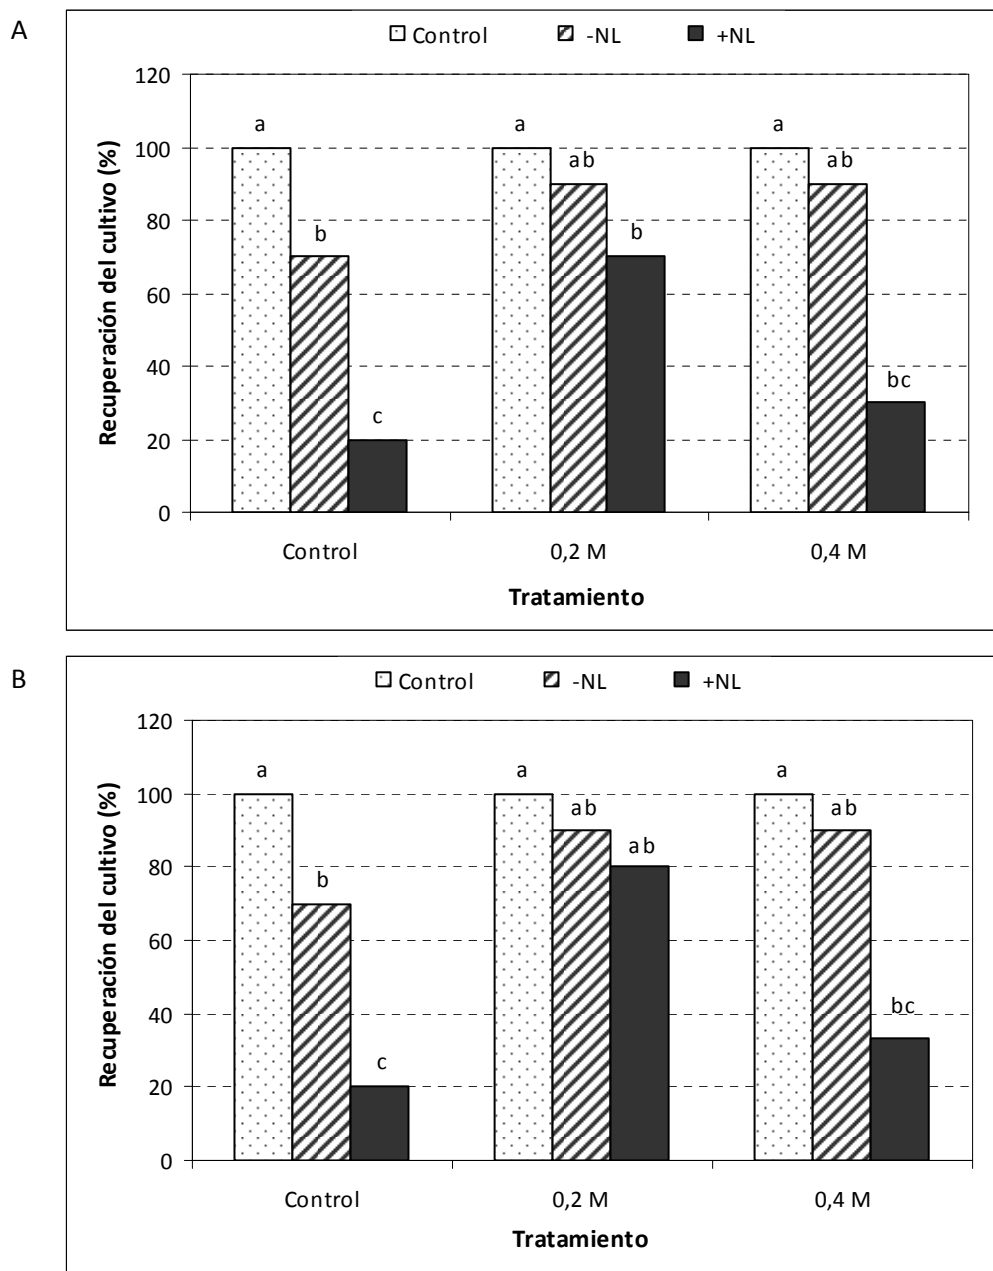 A
Control -NL +NL
Recuperación del cultivo (%)
120
100
80
60
40
20
0
a b c
a ab b
a ab bc
Control 0,2 M 0,4 M
Tratamiento
B
Control -NL +NL
Recuperación del cultivo (%)
120
100
80
60
40
20
0
a b c
a ab ab
a ab bc
Control 0,2 M 0,4 M
Tratamiento